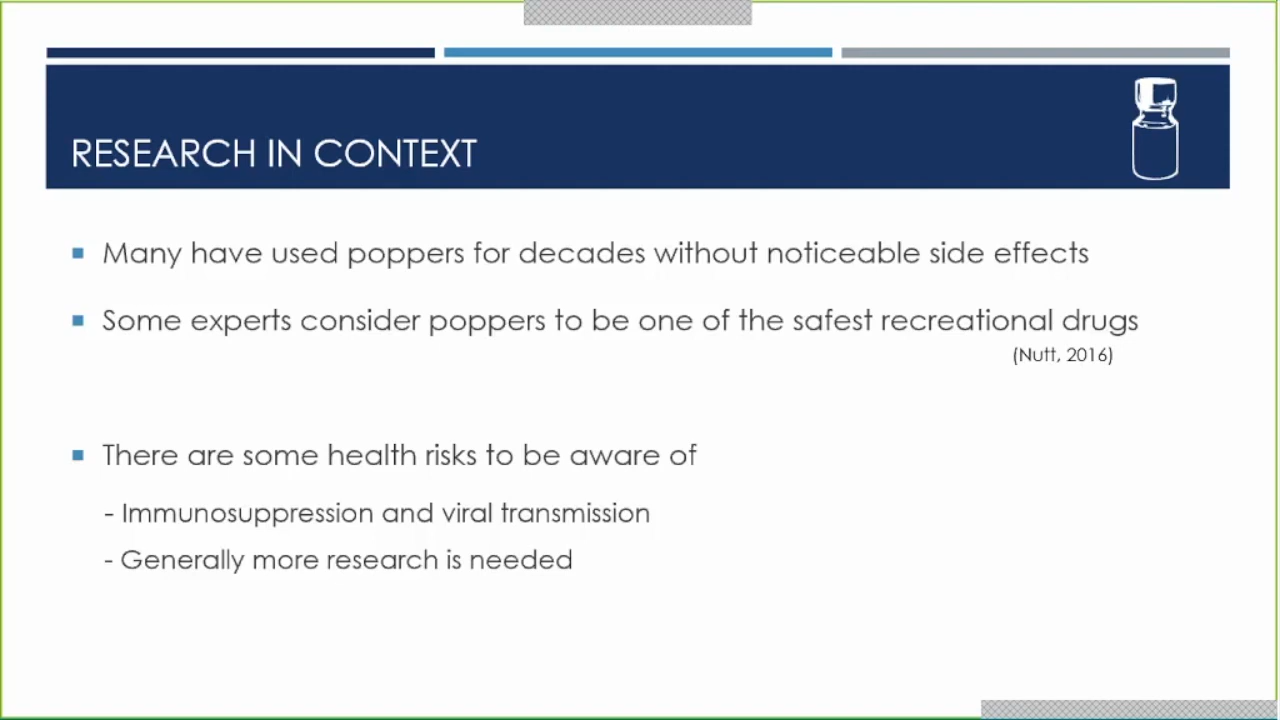 RESEARCH IN CONTEXT
Many have used poppers for decades without noticeable side effects
Some experts consider poppers to be one of the safest recreational drugs
(Nutt, 2016)
There are some health risks to be aware of
- Immunosuppression and viral transmission
- Generally more research is needed